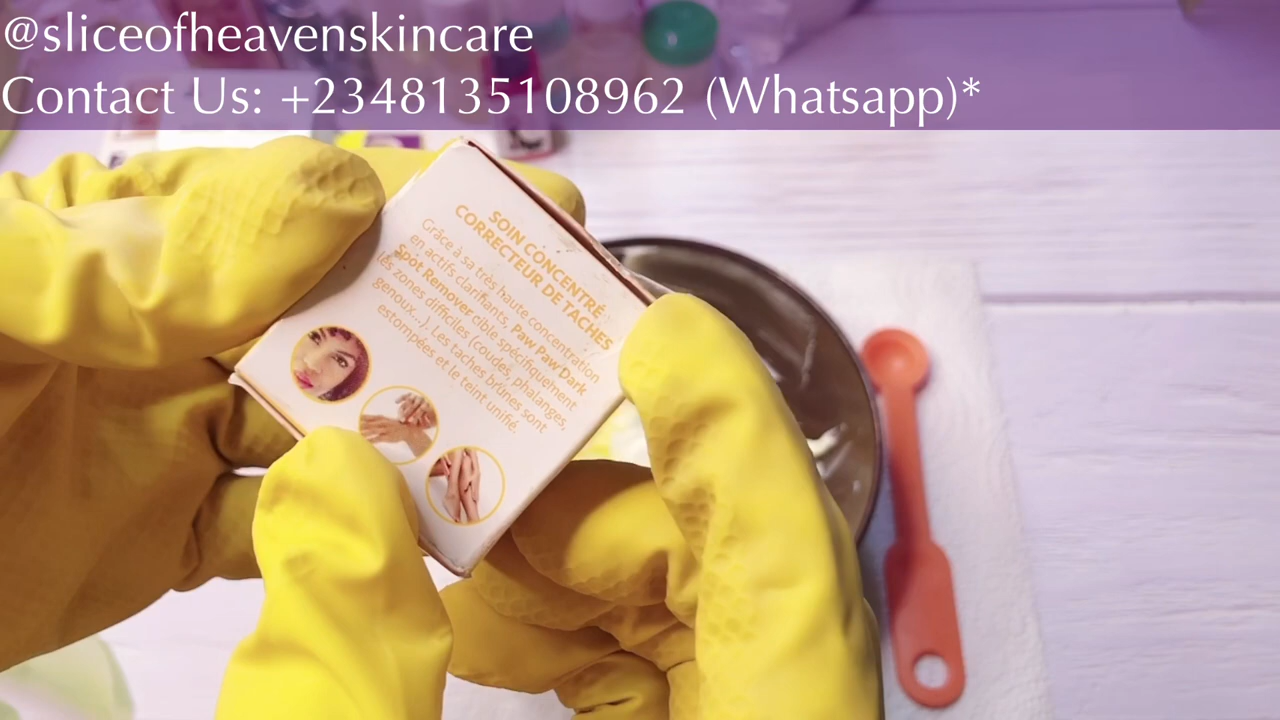 @sliceofheavenskincare
Contact Us: +2348135108962 (Whatsapp)*
SOIN CONCENTRÉ
CORRECTEUR DE TACHES
Grâce à sa très haute concentration
en actifs clarifiants, Paw Paw Dark
Spot Remover cible spécifiquement
les zones difficiles (coudes, phalanges,
genoux...). Les taches brunes sont
estompées et le teint unifié.